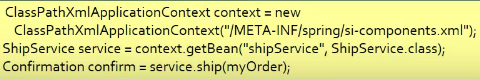 ClassPathXmlApplicationContext context = new
ClassPathXmlApplicationContext("/META-INF/spring/si-components.xml");
ShipService service = context.getBean("shipService", ShipService.class);
Confirmation confirm = service.ship(myOrder);